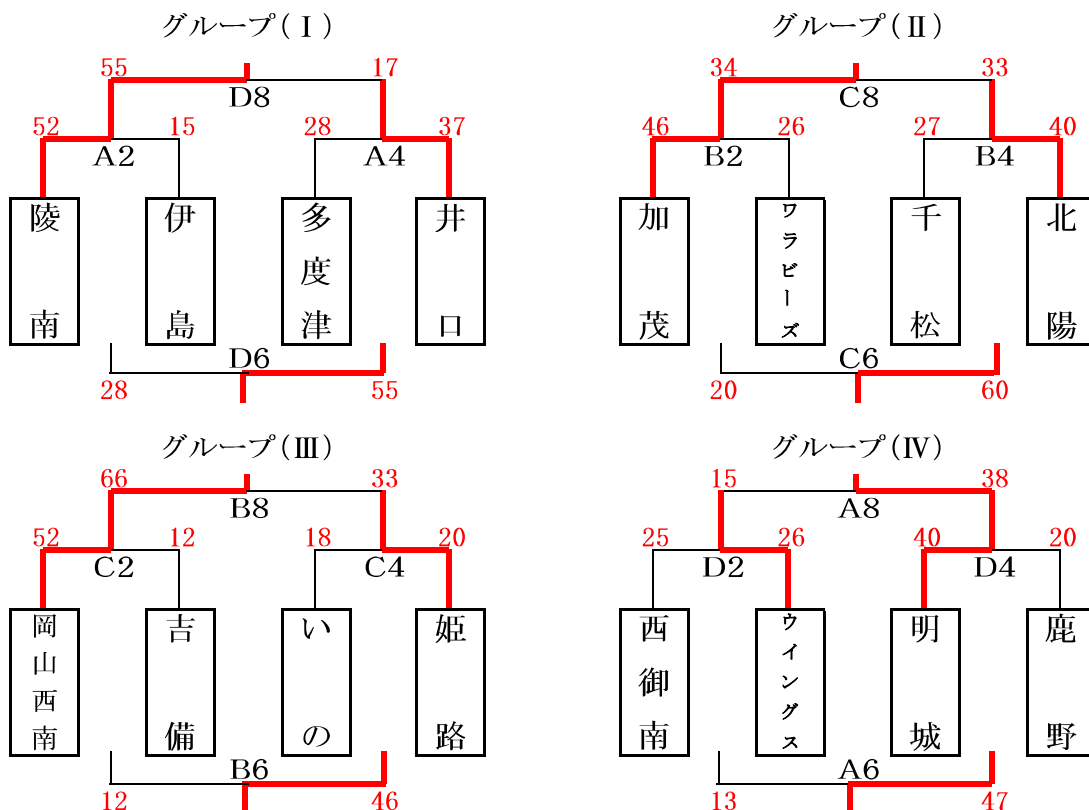 グループ(Ⅰ) グループ(Ⅱ)
55 17 34 33
D8 C8
52 15 28 37 46 26 27 40
A2 A4 B2 B4
陵南 伊島 多度津 井口 加茂 ワラビーズ 千松 北陽
D6 C6
28 55 20 60
グループ(Ⅲ) グループ(Ⅳ)
66 33 15 38
B8 A8
52 12 18 20 25 26 40 20
C2 C4 D2 D4
岡山西南 吉備 いの 姫路 西御南 ウイングス 明城 鹿野
B6 A6
12 46 13 47